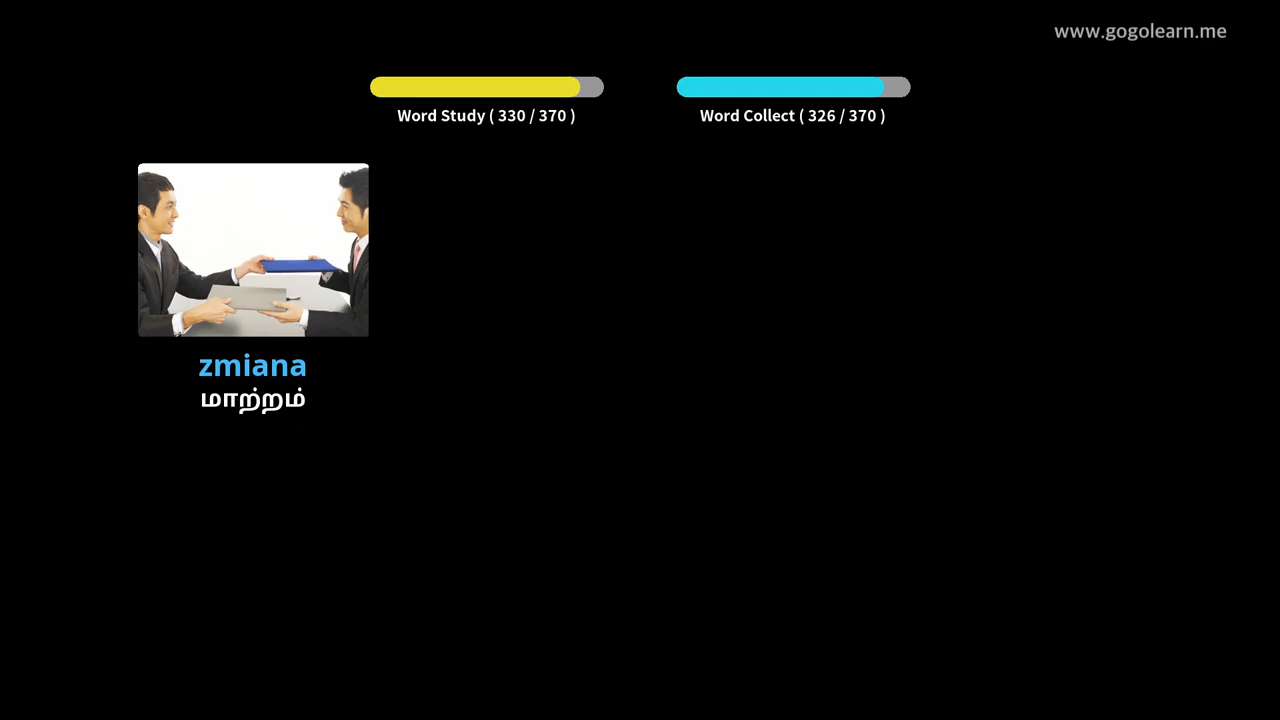 www.gogolearn.me
Word Study ( 330 / 370 )
Word Collect ( 326 / 370 )
zmiana
மாற்றம்